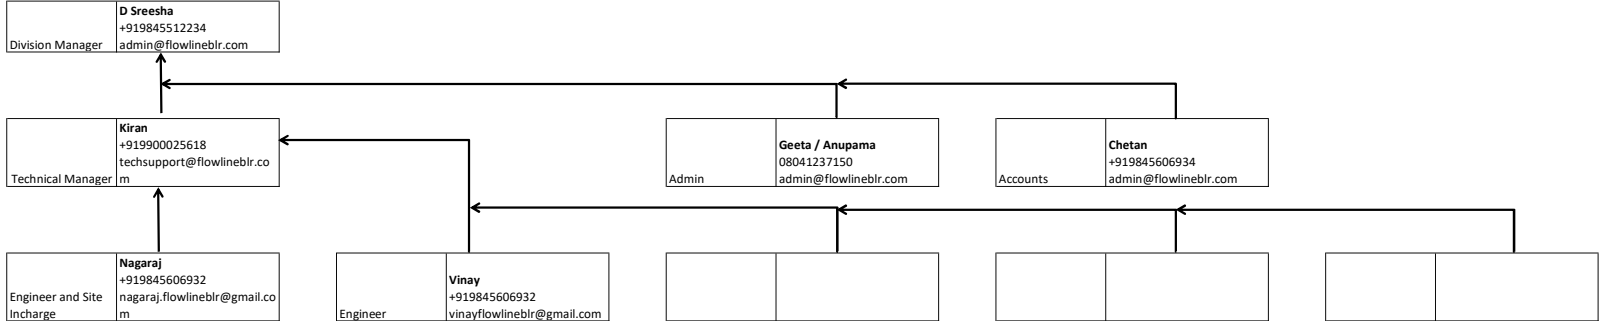 D Sreesha
+919845512234
Division Manager admin@flowlineblr.com
Kiran
+919900025618
techsupport@flowlineblr.co
Technical Manager m
Geeta / Anupama
08041237150
Admin admin@flowlineblr.com
Chetan
+919845606934
Accounts admin@flowlineblr.com
Nagaraj
+919845606932
Engineer and Site nagaraj.flowlineblr@gmail.co
Incharge m
Vinay
+919845606932
Engineer vinayflowlineblr@gmail.com